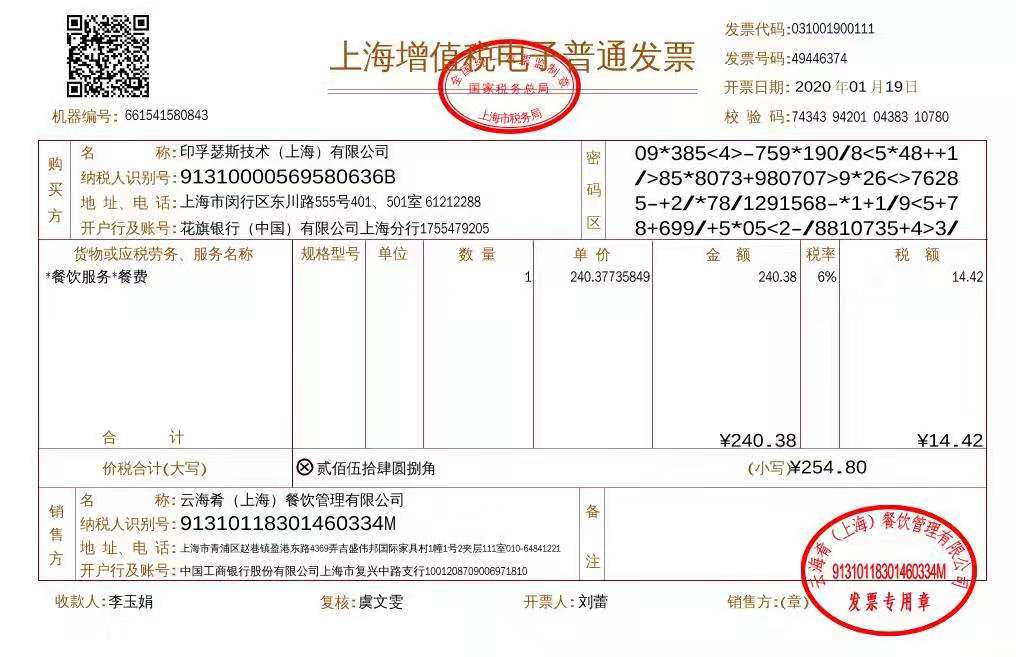 上海增值税电子普通发票
国家税务总局
上海市税务局
发票代码:031001900111
发票号码:49446374
开票日期: 2020 年01 月19日
校 验 码:74343 94201 04383 10780
机器编号: 661541580843
购买方
名 称:印孚瑟斯技术（上海）有限公司
纳税人识别号:91310000569580636B
地 址、电 话:上海市闵行区东川路555号401、501室 61212288
开户行及账号:花旗银行（中国）有限公司上海分行1755479205
密码区
09*385<4>-759*190/8<5*48++1
/>85*8073+980707>9*26<>7628
5-+2/*78/1291568-*1+1/9<5+7
8+699/+5*05<2-/8810735+4>3/
货物或应税劳务、服务名称 规格型号 单位 数 量 单 价 金 额 税率 税 额
*餐饮服务*餐费 1 240.37735849 240.38 6% 14.42
合 计 ¥240.38 ¥14.42
价税合计(大写) ⊗贰佰伍拾肆圆捌角 (小写)¥254.80
销售方
名 称:云海肴（上海）餐饮管理有限公司
纳税人识别号:91310118301460334M
地 址、电 话:上海市青浦区赵巷镇盈港东路4369弄吉盛伟邦国际家具村1幢1号2夹层111室010-64841221
开户行及账号:中国工商银行股份有限公司上海市复兴中路支行1001208709006971810
备注
云海肴（上海）餐饮管理有限公司
91310118301460334M
发票专用章
收款人:李玉娟 复核:虞文雯 开票人:刘蕾 销售方:(章)